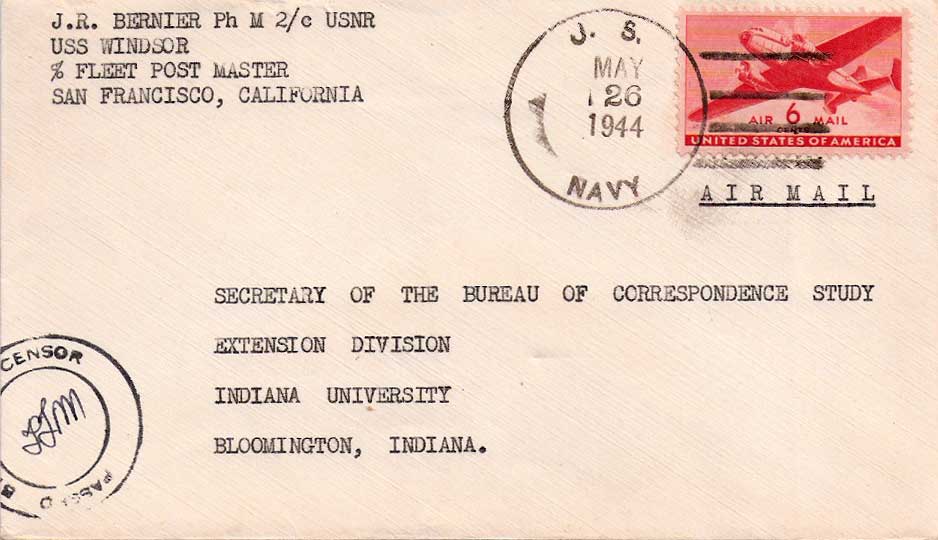 J.R. BERNIER Ph M 2/c USNR
USS WINDSOR
% FLEET POST MASTER
SAN FRANCISCO, CALIFORNIA
U. S.
MAY
26
1944
NAVY
AIR 6 MAIL
CENTS
UNITED STATES OF AMERICA
AIR MAIL
SECRETARY OF THE BUREAU OF CORRESPONDENCE STUDY
EXTENSION DIVISION
INDIANA UNIVERSITY
BLOOMINGTON, INDIANA.
CENSOR
PASSED B